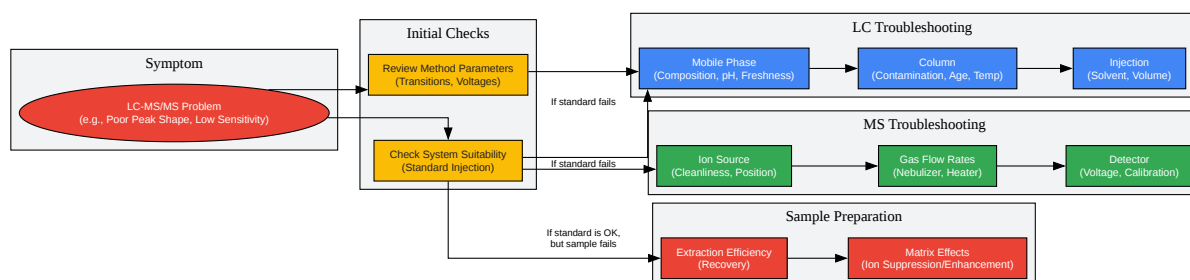 Symptom
LC-MS/MS Problem
(e.g., Poor Peak Shape, Low Sensitivity)
Initial Checks
Review Method Parameters
(Transitions, Voltages)
Check System Suitability
(Standard Injection)
If standard fails
If standard fails
If standard is OK,
but sample fails
LC Troubleshooting
Mobile Phase
(Composition, pH, Freshness)
Column
(Contamination, Age, Temp)
Injection
(Solvent, Volume)
MS Troubleshooting
Ion Source
(Cleanliness, Position)
Gas Flow Rates
(Nebulizer, Heater)
Detector
(Voltage, Calibration)
Sample Preparation
Extraction Efficiency
(Recovery)
Matrix Effects
(Ion Suppression/Enhancement)